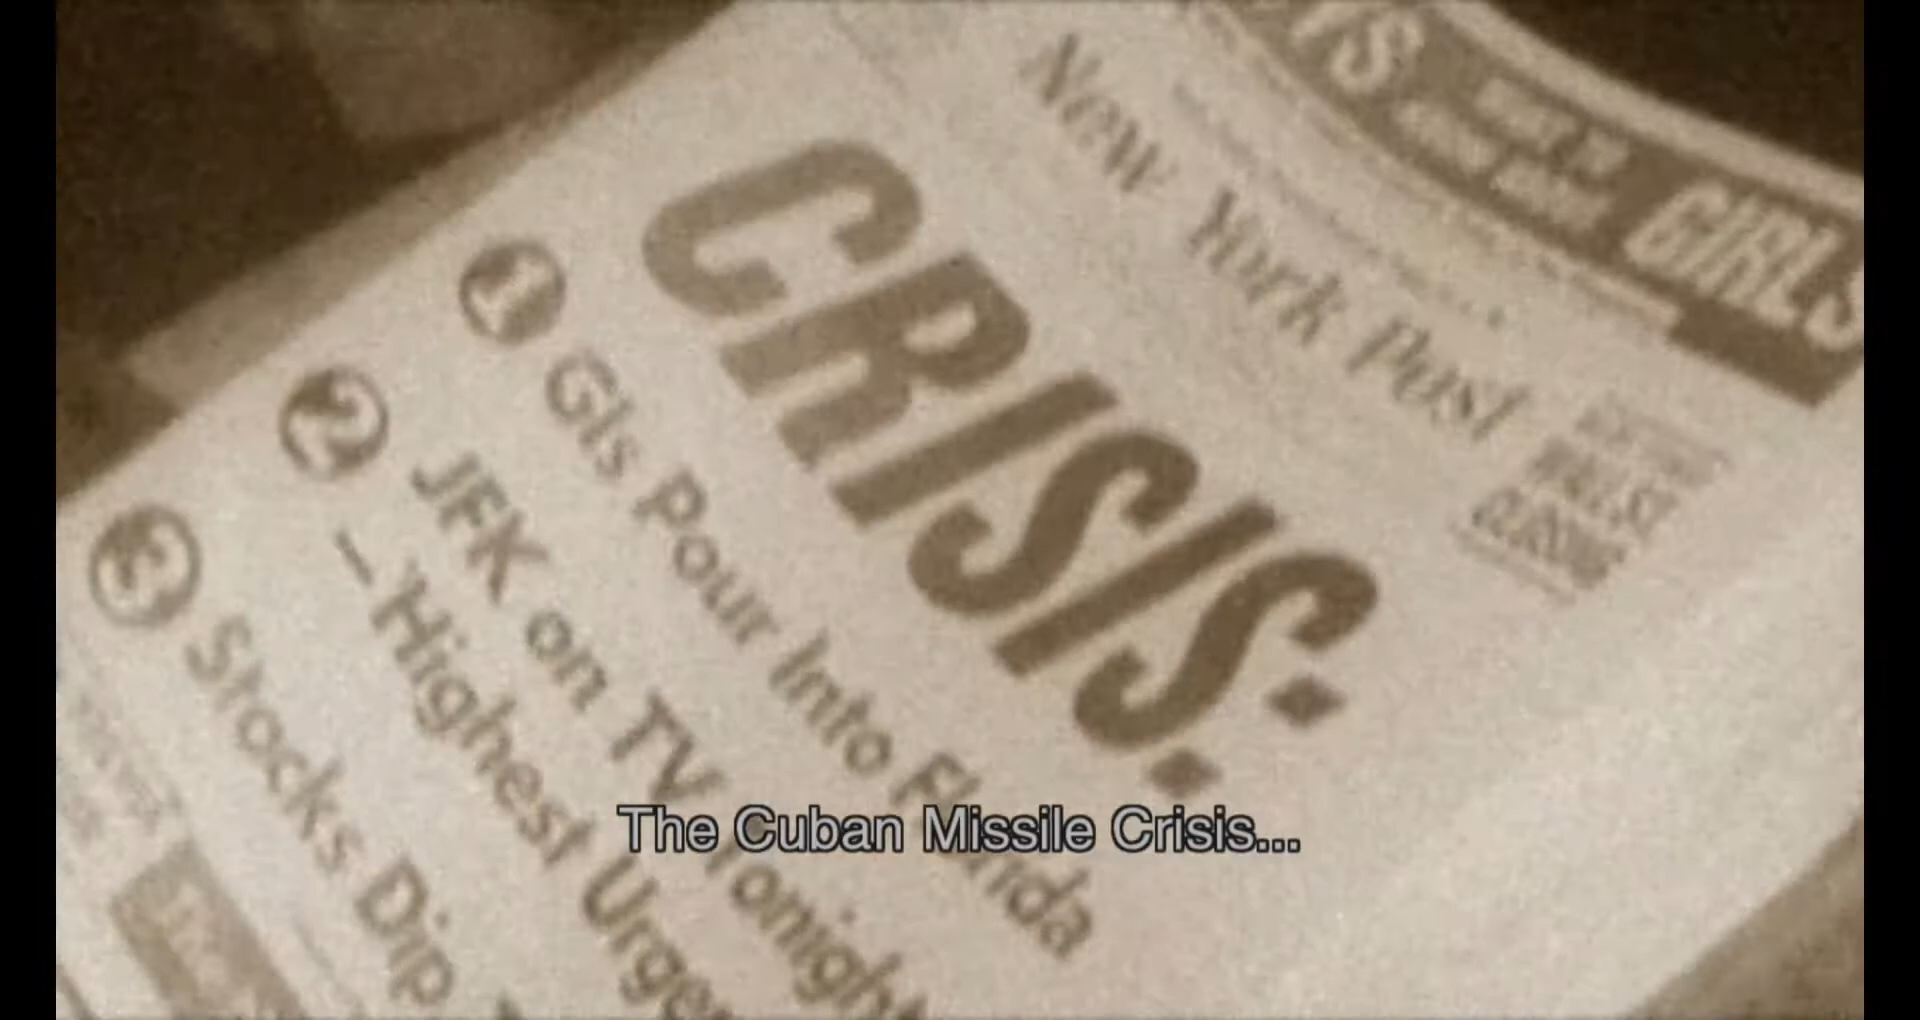 GIRLS
New York Post
CRISIS:
1 GIs Pour Into Florida
2 JFK on TV Tonight
– 'Highest Urge
3 Stocks Dip
The Cuban Missile Crisis...